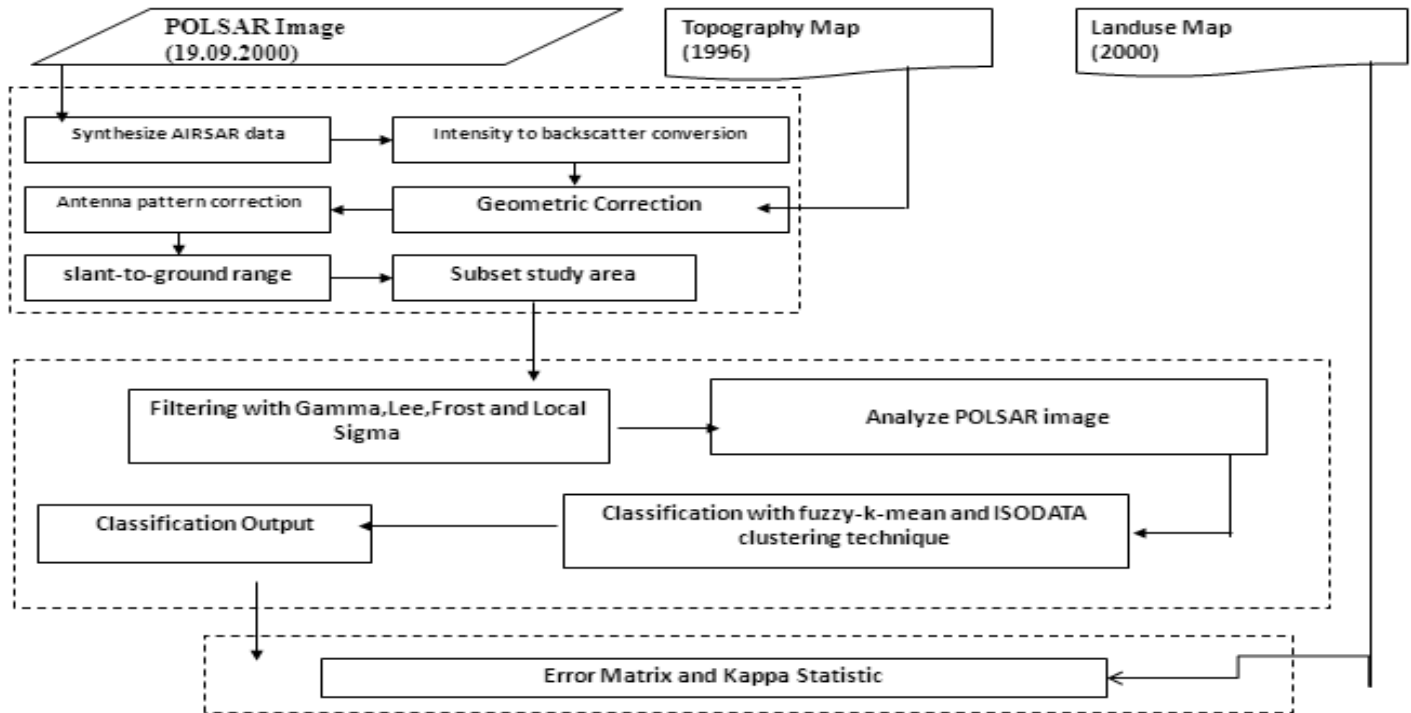 POLSAR Image
(19.09.2000)
Topography Map
(1996)
Landuse Map
(2000)
Synthesize AIRSAR data
Intensity to backscatter conversion
Antenna pattern correction
Geometric Correction
slant-to-ground range
Subset study area
Filtering with Gamma,Lee,Frost and Local
Sigma
Analyze POLSAR image
Classification Output
Classification with fuzzy-k-mean and ISODATA
clustering technique
Error Matrix and Kappa Statistic